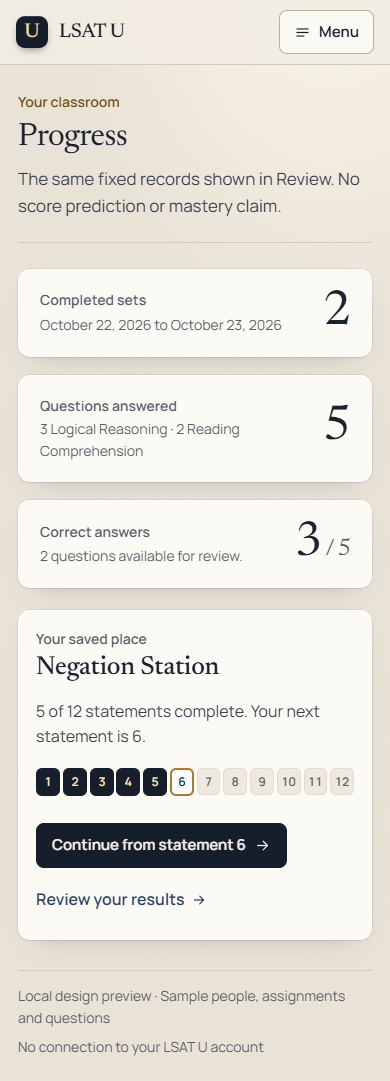 U LSAT U
Menu
Your classroom
Progress
The same fixed records shown in Review. No
score prediction or mastery claim.
Completed sets
October 22, 2026 to October 23, 2026
2
Questions answered
3 Logical Reasoning · 2 Reading
Comprehension
5
Correct answers
2 questions available for review.
3 / 5
Your saved place
Negation Station
5 of 12 statements complete. Your next
statement is 6.
1 2 3 4 5 6 7 8 9 10 11 12
Continue from statement 6 →
Review your results →
Local design preview · Sample people, assignments
and questions
No connection to your LSAT U account